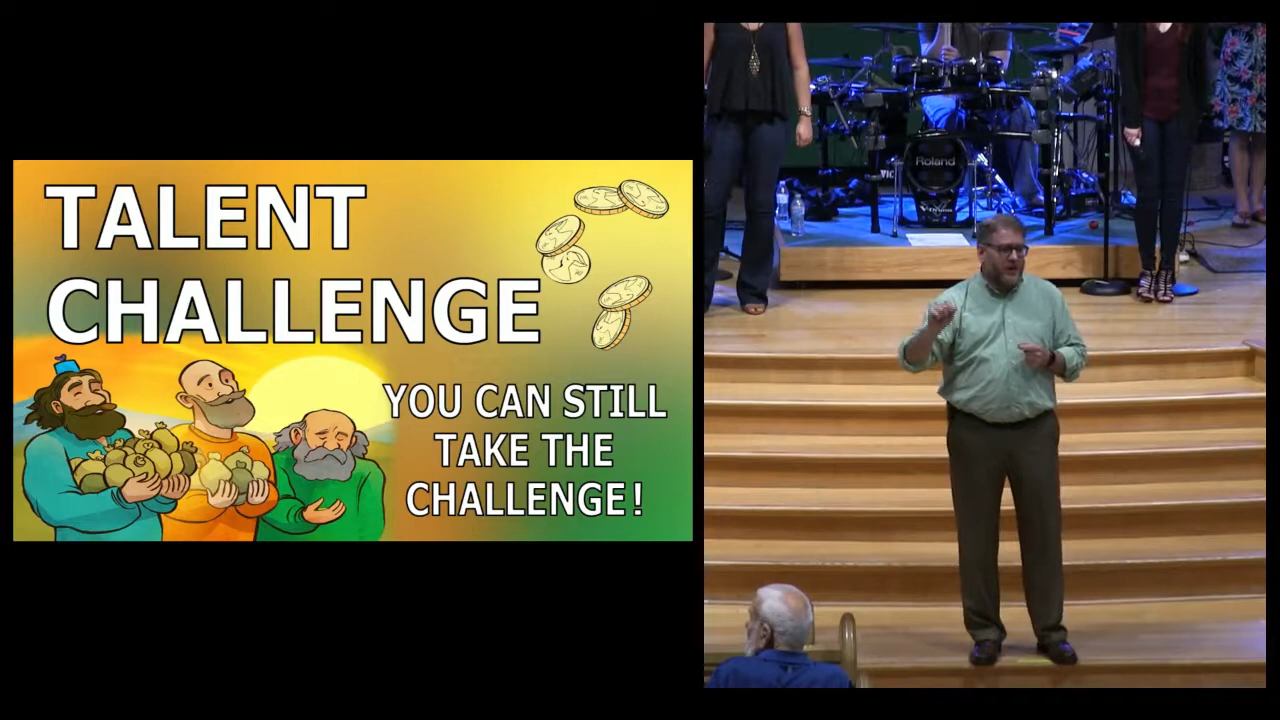 TALENT
CHALLENGE
YOU CAN STILL
TAKE THE
CHALLENGE!
Roland